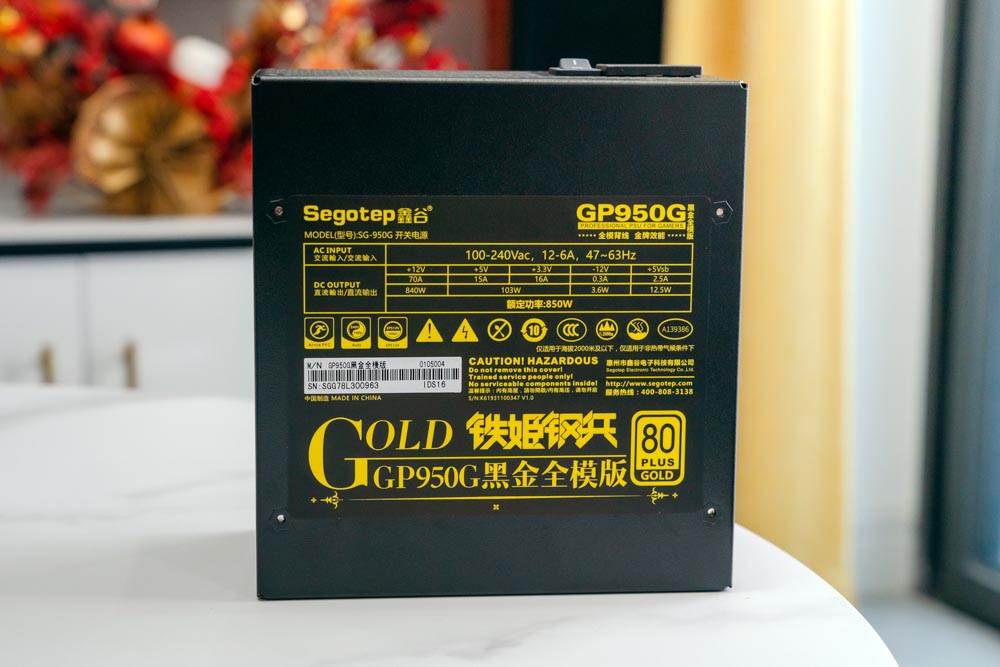 Segotep鑫谷®
GP950G 黑金全模版
PROFESSIONAL PSU FOR GAMERS
MODEL(型号):SG-950G 开关电源
***** 全模背线 金牌效能 *****
AC INPUT 100-240Vac, 12-6A, 47~63Hz
交流輸入/交流输入
DC OUTPUT
直流輸出/直流输出
+12V +5V +3.3V -12V +5Vsb
70A 15A 16A 0.3A 2.5A
840W 103W 3.6W 12.5W
额定功率:850W
Active PFC
10
CCC
A139386
仅适用于海拔2000米及以下，仅适用于非热带气候条件下
M/N GP950G黑金全模版 0105004
SN:SGG78L300963 IDS16
中国制造 MADE IN CHINA
CAUTION! HAZARDOUS
Do not remove this cover!
Trained service people only!
No serviceable components inside!
S/N:K61931100347 V1.0
惠州市鑫谷电子科技有限公司
Segotep Electronic Technology Co.,Ltd.
http://www.segotep.com
服务热线：400-808-3138
GOLD 铁姬钢兵
GP950G黑金全模版
80
PLUS
GOLD